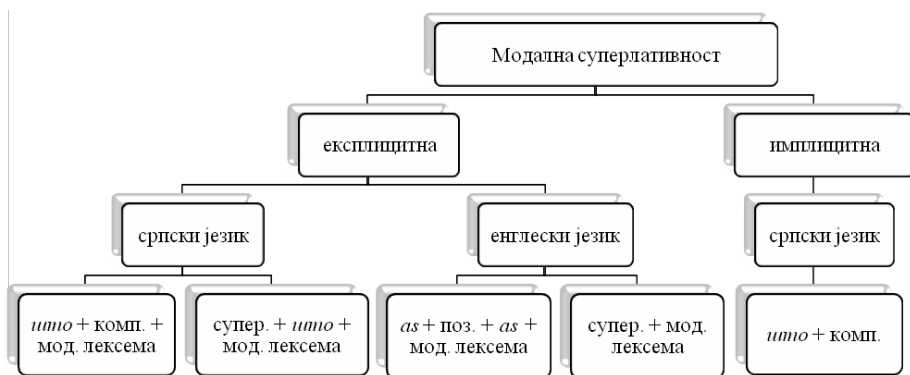 Модална суперлативност
експлицитна
имплицитна
српски језик
енглески језик
српски језик
што + комп. +
мод. лексема
супер. + што +
мод. лексема
as + поз. + as +
мод. лексема
супер. + мод.
лексема
што + комп.